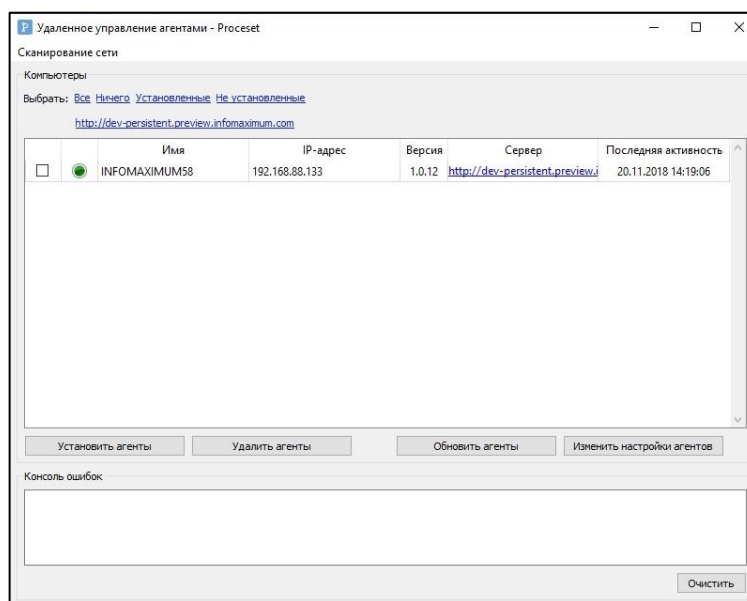 Удаленное управление агентами - Proceset
Сканирование сети
Компьютеры
Выбрать: Все Ничего Установленные Не установленные
http://dev-persistent.preview.infomaximum.com
Имя IP-адрес Версия Сервер Последняя активность
INFOMAXIMUM58 192.168.88.133 1.0.12 http://dev-persistent.preview.i 20.11.2018 14:19:06
Установить агенты Удалить агенты Обновить агенты Изменить настройки агентов
Консоль ошибок
Очистить